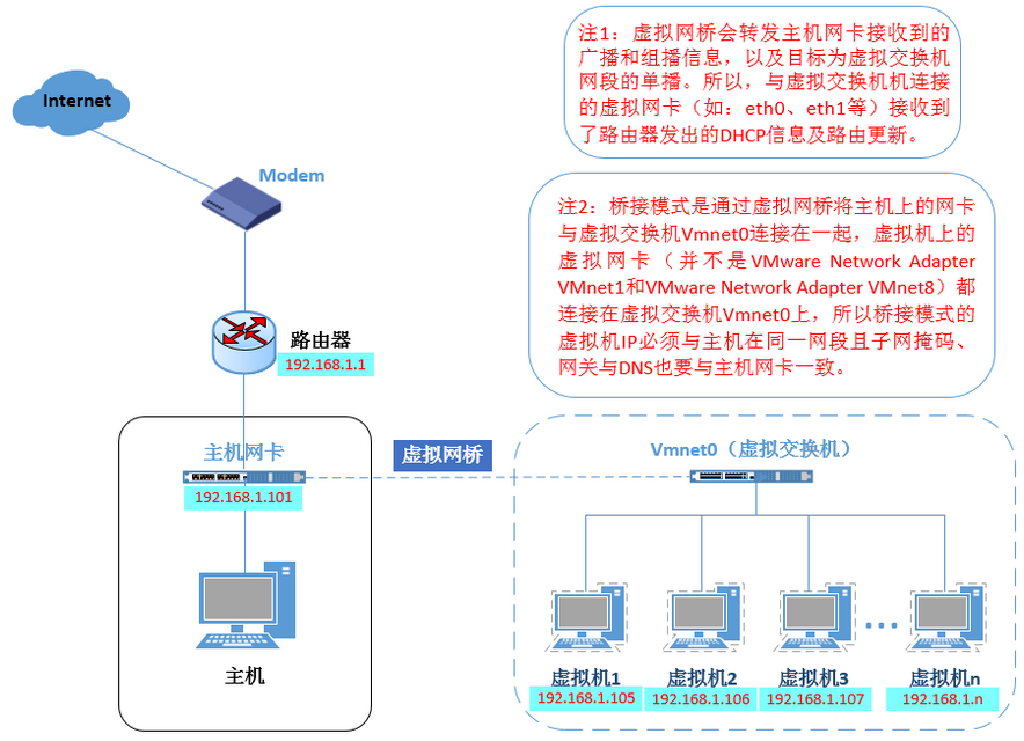 Internet
Modem
注1：虚拟网桥会转发主机网卡接收到的
广播和组播信息，以及目标为虚拟交换机
网段的单播。所以，与虚拟交换机机连接
的虚拟网卡（如：eth0、eth1等）接收到
了路由器发出的DHCP信息及路由更新。
注2：桥接模式是通过虚拟网桥将主机上的网卡
与虚拟交换机Vmnet0连接在一起，虚拟机上的
虚拟网卡（并不是VMware Network Adapter
VMnet1和VMware Network Adapter VMnet8）都
连接在虚拟交换机Vmnet0上，所以桥接模式的
虚拟机IP必须与主机在同一网段且子网掩码、
网关与DNS也要与主机网卡一致。
路由器
192.168.1.1
主机网卡
192.168.1.101
主机
虚拟网桥
Vmnet0（虚拟交换机）
虚拟机1
192.168.1.105
虚拟机2
192.168.1.106
虚拟机3
192.168.1.107
虚拟机n
192.168.1.n